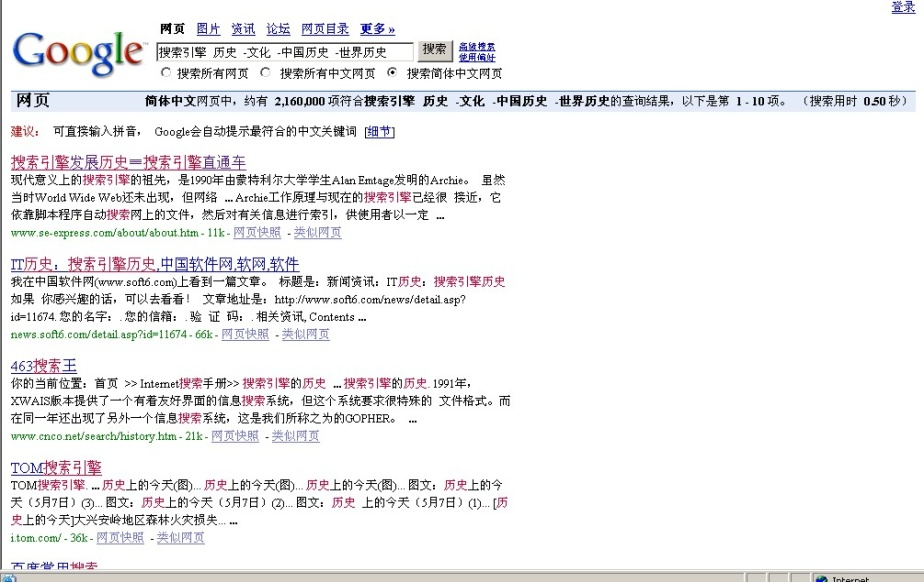 登录
网页 图片 资讯 论坛 网页目录 更多 »
Google
搜索引擎 历史 -文化 -中国历史 -世界历史 搜索 高级搜索
使用偏好
搜索所有网页 搜索所有中文网页 搜索简体中文网页
网页 简体中文网页中，约有 2,160,000 项符合搜索引擎 历史 -文化 -中国历史 -世界历史的查询结果，以下是第 1 - 10 项。 （搜索用时 0.50 秒）
建议： 可直接输入拼音， Google会自动提示最符合的中文关键词 [细节]
搜索引擎发展历史═搜索引擎直通车
现代意义上的搜索引擎的祖先，是1990年由蒙特利尔大学学生Alan Emtage发明的Archie。 虽然
当时World Wide Web还未出现，但网络 ... Archie工作原理与现在的搜索引擎已经很 接近，它
依靠脚本程序自动搜索网上的文件，然后对有关信息进行索引，供使用者以一定 ...
www.se-express.com/about/about.htm - 11k - 网页快照 - 类似网页
IT历史：搜索引擎历史,中国软件网,软网,软件
我在中国软件网(www.soft6.com)上看到一篇文章。 标题是：新闻资讯：IT历史：搜索引擎历史
如果 你感兴趣的话，可以去看看！ 文章地址是：http://www.soft6.com/news/detail.asp?
id=11674. 您的名字：. 您的信箱：. 验 证 码：. 相关资讯, Contents ...
news.soft6.com/detail.asp?id=11674 - 66k - 网页快照 - 类似网页
463搜索王
你的当前位置：首页 >> Internet搜索手册>> 搜索引擎的历史 ... 搜索引擎的历史. 1991年，
XWAIS版本提供了一个有着友好界面的信息搜索系统，但这个系统要求很特殊的 文件格式。而
在同一年还出现了另外一个信息搜索系统，这是我们所称之为的GOPHER。 ...
www.cnco.net/search/history.htm - 21k - 网页快照 - 类似网页
TOM搜索引擎
TOM搜索引擎. ... 历史上的今天(图)... 历史上的今天(图)... 历史上的今天(图)... 图文：历史上的今
天（5月7日）(3)... 图文：历史上的今天（5月7日）(2)... 图文：历史 上的今天（5月7日）(1)... [历
史上的今天]大兴安岭地区森林火灾损失... ...
i.tom.com/ - 36k - 网页快照 - 类似网页
百度常用搜索
Internet